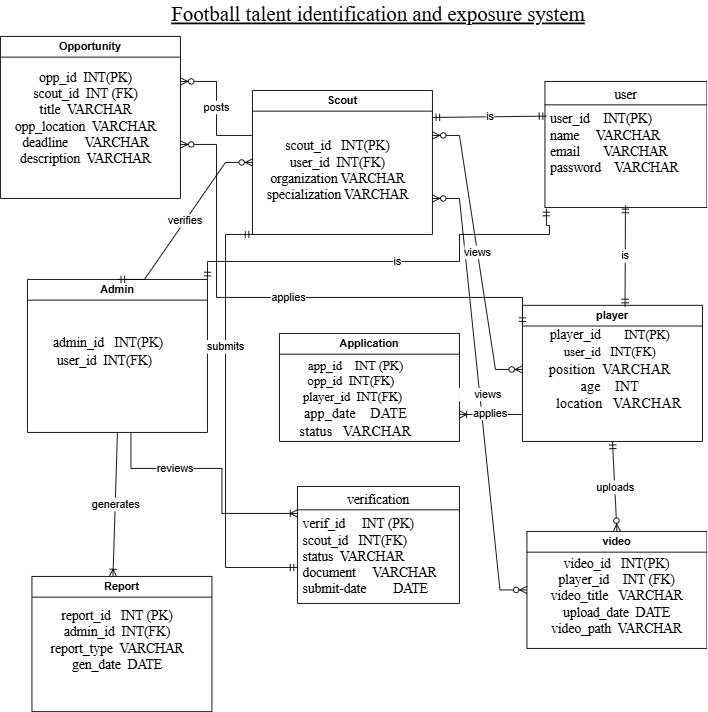 Football talent identification and exposure system
Opportunity
opp_id INT(PK)
scout_id INT (FK)
title VARCHAR
opp_location VARCHAR
deadline VARCHAR
description VARCHAR
posts
Scout
scout_id INT(PK)
user_id INT(FK)
organization VARCHAR
specialization VARCHAR
is
user
user_id INT(PK)
name VARCHAR
email VARCHAR
password VARCHAR
verifies
is
views
is
Admin
admin_id INT(PK)
user_id INT(FK)
applies
submits
Application
app_id INT (PK)
opp_id INT(FK)
player_id INT(FK)
app_date DATE
status VARCHAR
views
applies
player
player_id INT(PK)
user_id INT(FK)
position VARCHAR
age INT
location VARCHAR
reviews
generates
uploads
verification
verif_id INT (PK)
scout_id INT(FK)
status VARCHAR
document VARCHAR
submit-date DATE
video
video_id INT(PK)
player_id INT (FK)
video_title VARCHAR
upload_date DATE
video_path VARCHAR
Report
report_id INT (PK)
admin_id INT(FK)
report_type VARCHAR
gen_date DATE